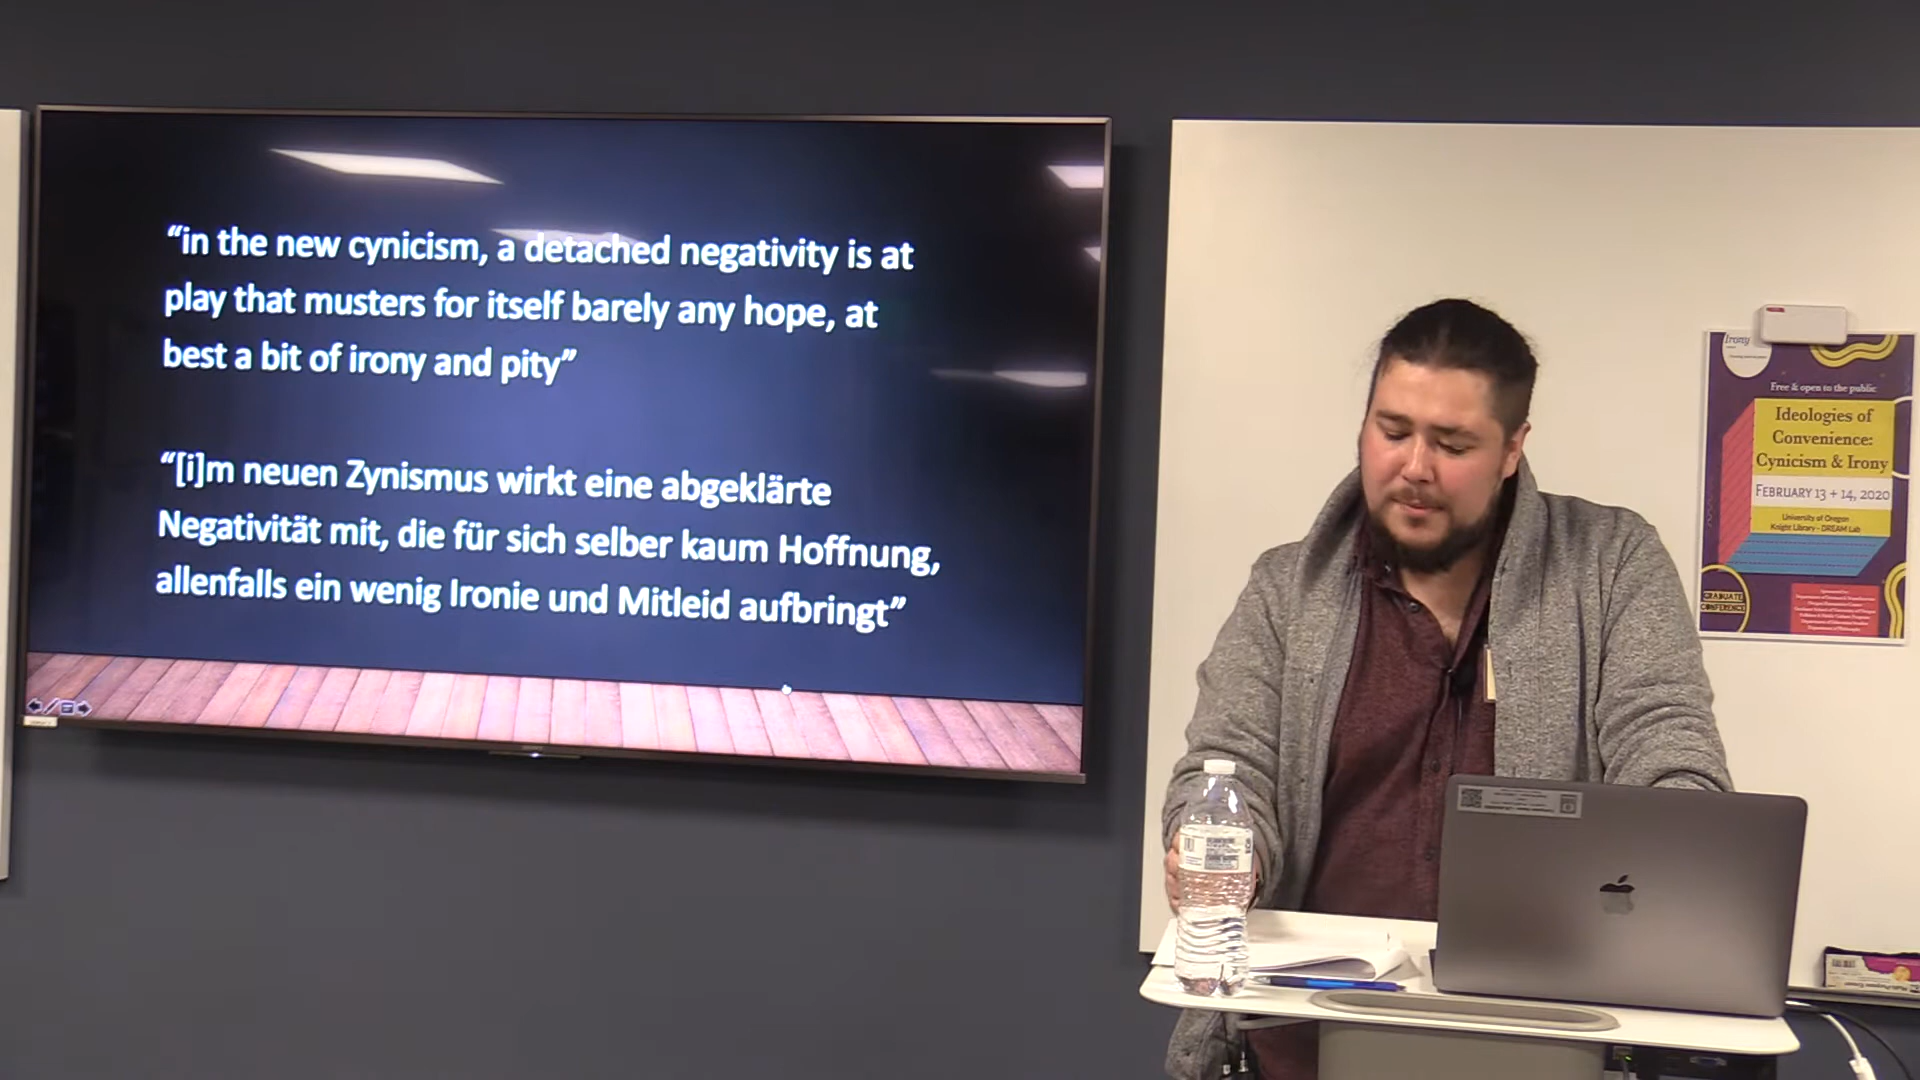 “in the new cynicism, a detached negativity is at
play that musters for itself barely any hope, at
best a bit of irony and pity”
“[i]m neuen Zynismus wirkt eine abgeklärte
Negativität mit, die für sich selber kaum Hoffnung,
allenfalls ein wenig Ironie und Mitleid aufbringt”
Irony
Free & open to the public
Ideologies of
Convenience:
Cynicism & Irony
FEBRUARY 13 + 14, 2020
University of Oregon
Knight Library - DREAM Lab
GRADUATE
CONFERENCE